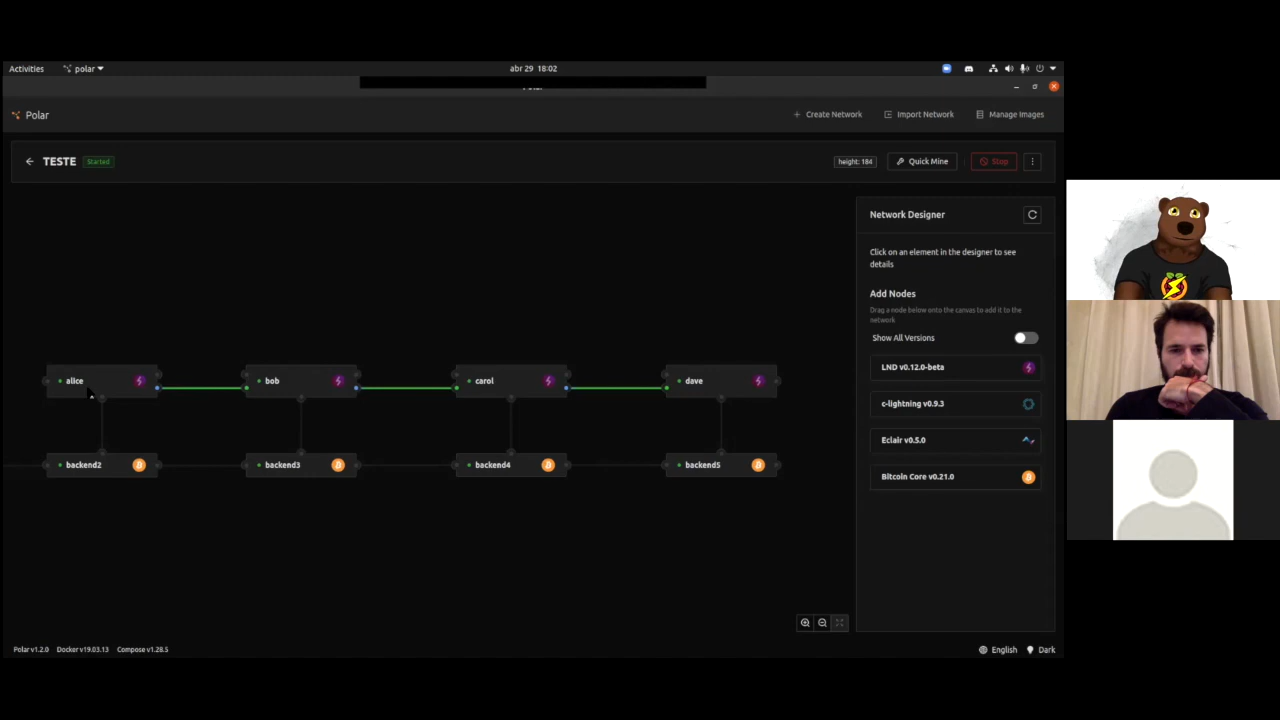 Activities
polar
abr 29 18:02
Polar
Create Network
Import Network
Manage Images
TESTE
Started
height: 184
Quick Mine
Stop
Network Designer
Click on an element in the designer to see
details
Add Nodes
Drag a node below onto the canvas to add it to the
network
Show All Versions
LND v0.12.0-beta
c-lightning v0.9.3
Eclair v0.5.0
Bitcoin Core v0.21.0
alice
bob
carol
dave
backend2
backend3
backend4
backend5
Polar v1.2.0
Docker v19.03.13
Compose v1.28.5
English
Dark